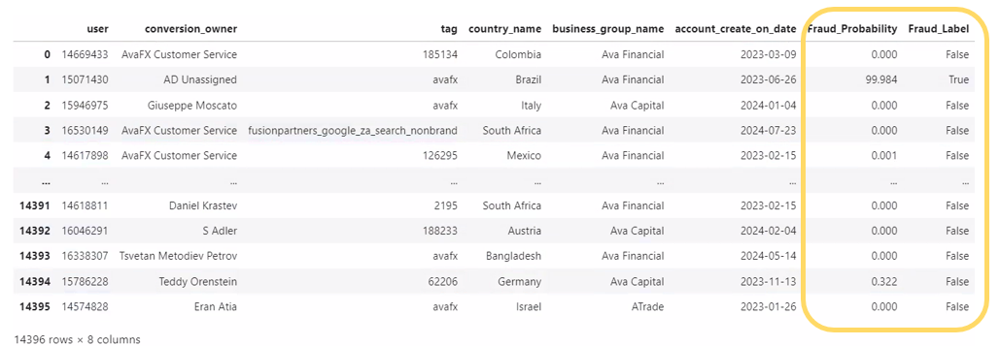 user conversion_owner tag country_name business_group_name account_create_on_date Fraud_Probability Fraud_Label
0 14669433 AvaFX Customer Service 185134 Colombia Ava Financial 2023-03-09 0.000 False
1 15071430 AD Unassigned avafx Brazil Ava Financial 2023-06-26 99.984 True
2 15946975 Giuseppe Moscato avafx Italy Ava Capital 2024-01-04 0.000 False
3 16530149 AvaFX Customer Service fusionpartners_google_za_search_nonbrand South Africa Ava Financial 2024-07-23 0.000 False
4 14617898 AvaFX Customer Service 126295 Mexico Ava Financial 2023-02-15 0.001 False
... ... ... ... ... ... ... ... ...
14391 14618811 Daniel Krastev 2195 South Africa Ava Financial 2023-02-15 0.000 False
14392 16046291 S Adler 188233 Austria Ava Capital 2024-02-04 0.000 False
14393 16338307 Tsvetan Metodiev Petrov avafx Bangladesh Ava Financial 2024-05-14 0.000 False
14394 15786228 Teddy Orenstein 62206 Germany Ava Capital 2023-11-13 0.322 False
14395 14574828 Eran Atia avafx Israel ATrade 2023-01-26 0.000 False
14396 rows × 8 columns